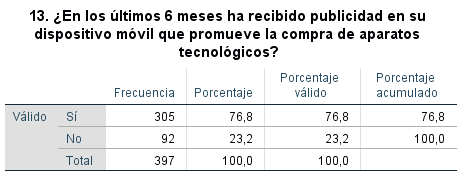 13. ¿En los últimos 6 meses ha recibido publicidad en su
dispositivo móvil que promueve la compra de aparatos
tecnológicos?
Frecuencia Porcentaje Porcentaje válido Porcentaje acumulado
Válido Sí 305 76,8 76,8 76,8
No 92 23,2 23,2 100,0
Total 397 100,0 100,0